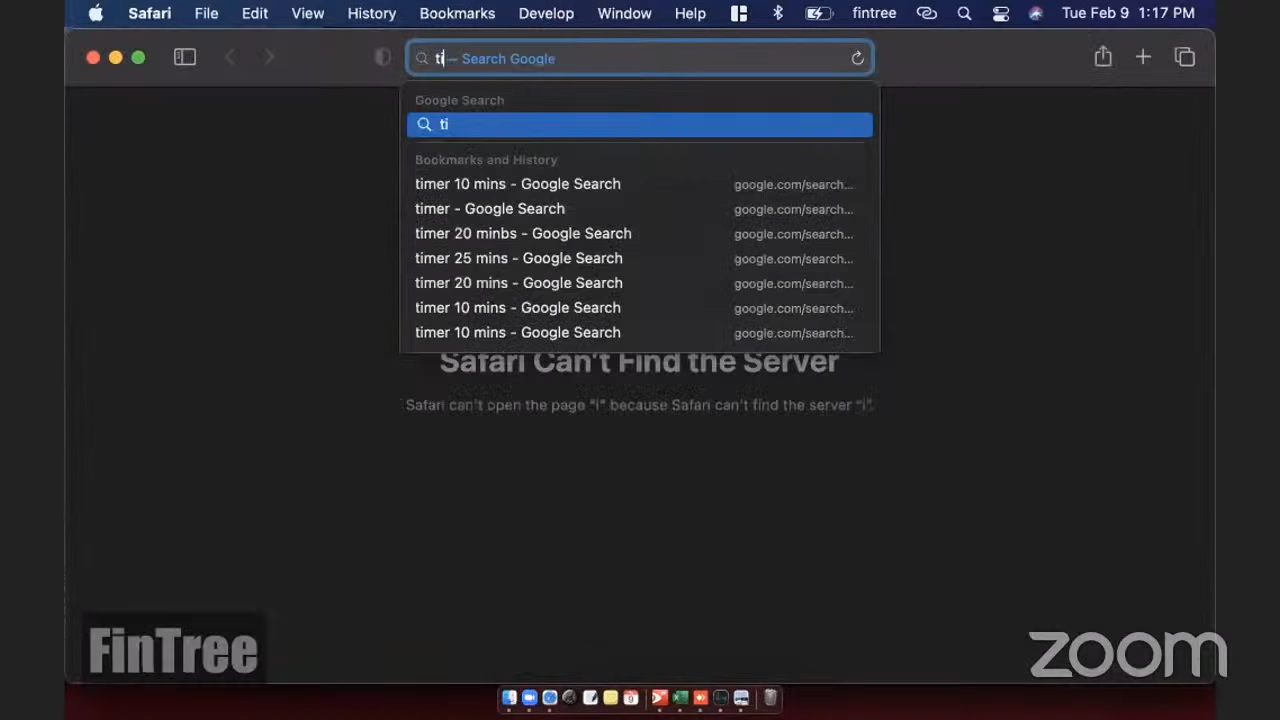 Safari File Edit View History Bookmarks Develop Window Help fintree Tue Feb 9 1:17 PM
ti – Search Google
Google Search
ti
Bookmarks and History
timer 10 mins - Google Search google.com/search...
timer - Google Search google.com/search...
timer 20 minbs - Google Search google.com/search...
timer 25 mins - Google Search google.com/search...
timer 20 mins - Google Search google.com/search...
timer 10 mins - Google Search google.com/search...
timer 10 mins - Google Search google.com/search...
Safari Can't Find the Server
Safari can't open the page "i" because Safari can't find the server "i".
FinTree
zoom